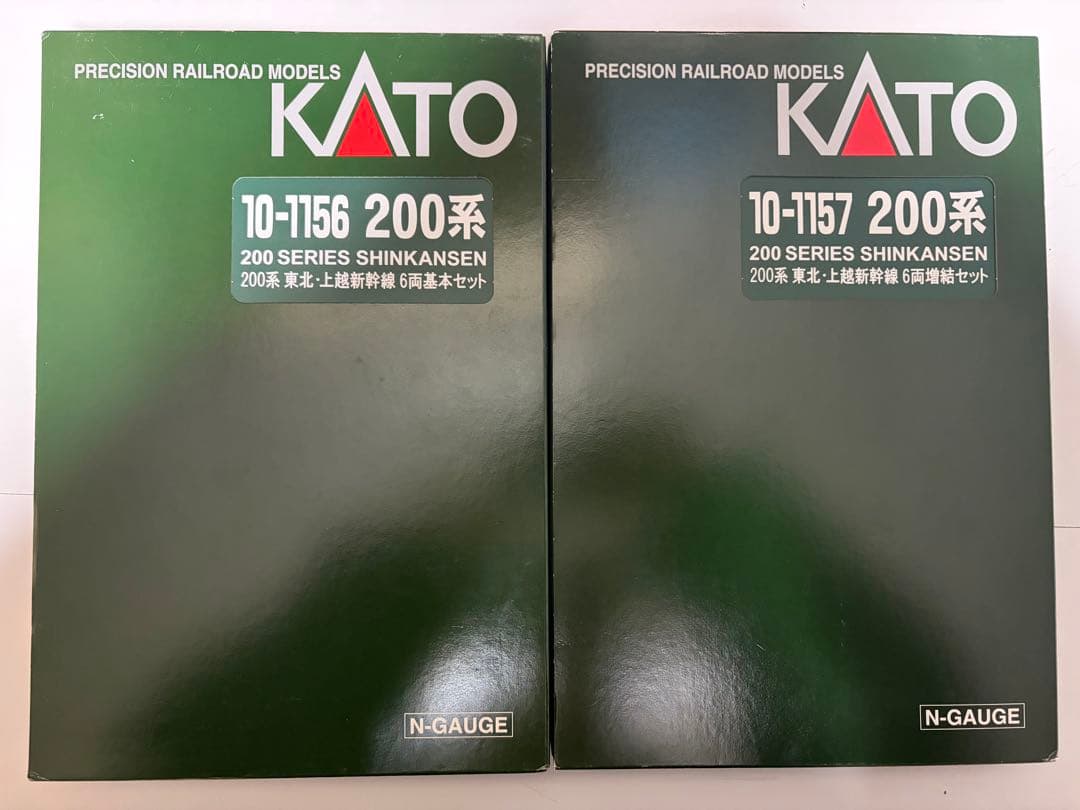 PRECISION RAILROAD MODELS
KATO
10-1156 200系
200 SERIES SHINKANSEN
200系 東北・上越新幹線 6両基本セット
N-GAUGE
PRECISION RAILROAD MODELS
KATO
10-1157 200系
200 SERIES SHINKANSEN
200系 東北・上越新幹線 6両増結セット
N-GAUGE